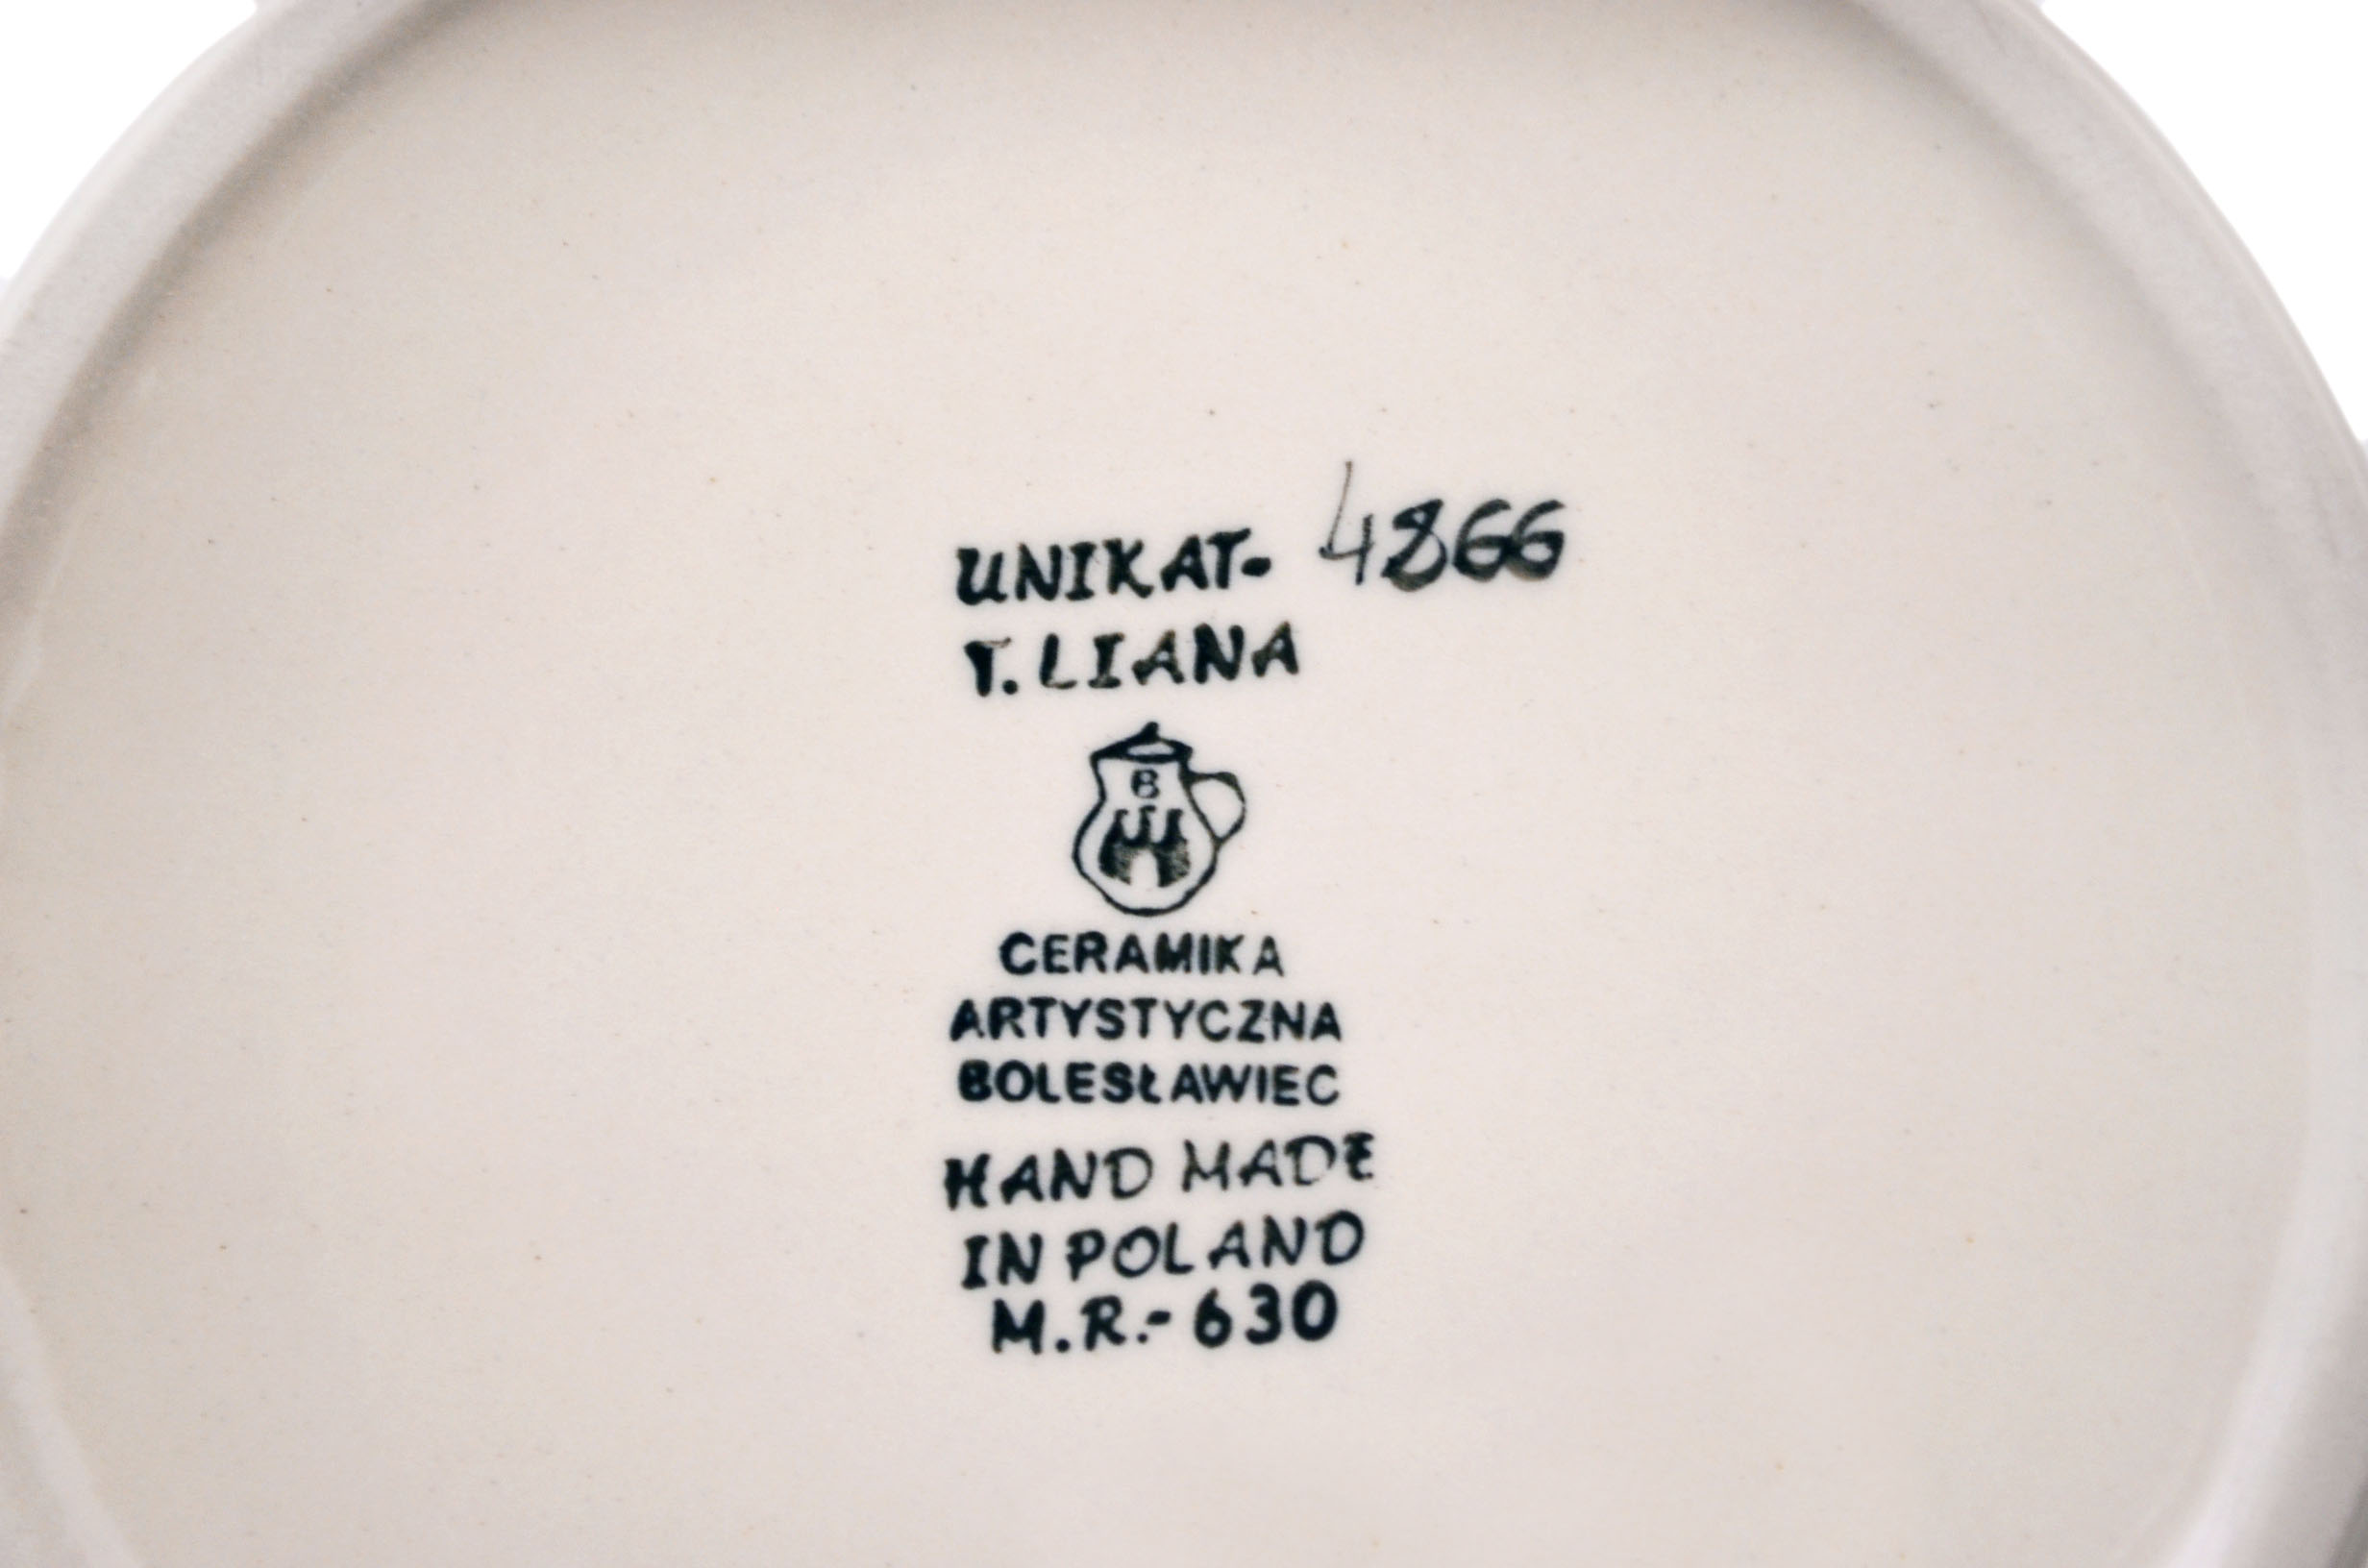 UNIKAT- 4866
T. LIANA
B
CERAMIKA
ARTYSTYCZNA
BOLESŁAWIEC
HAND MADE
IN POLAND
M.R.- 630